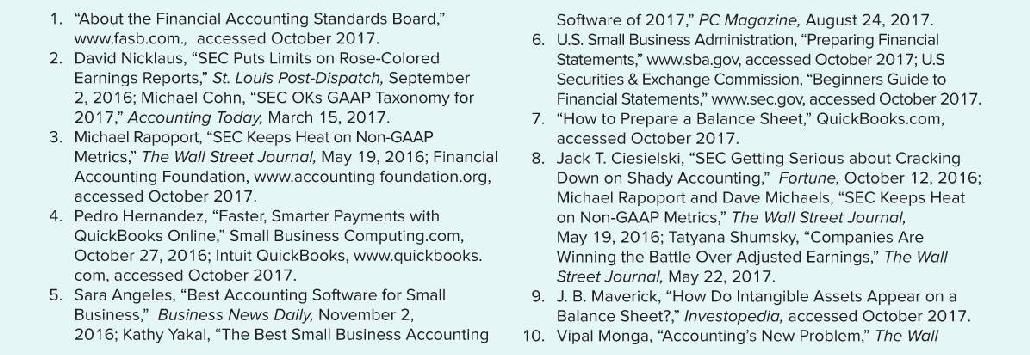 1. “About the Financial Accounting Standards Board,”
www.fasb.com., accessed October 2017.
2. David Nicklaus, “SEC Puts Limits on Rose-Colored
Earnings Reports,” St. Louis Post-Dispatch, September
2, 2016; Michael Cohn, “SEC OKs GAAP Taxonomy for
2017,” Accounting Today, March 15, 2017.
3. Michael Rapoport, “SEC Keeps Heat on Non-GAAP
Metrics,” The Wall Street Journal, May 19, 2016; Financial
Accounting Foundation, www.accounting foundation.org,
accessed October 2017.
4. Pedro Hernandez, “Faster, Smarter Payments with
QuickBooks Online,” Small Business Computing.com,
October 27, 2016; Intuit QuickBooks, www.quickbooks.
com, accessed October 2017.
5. Sara Angeles, “Best Accounting Software for Small
Business,” Business News Daily, November 2,
2016; Kathy Yakal, “The Best Small Business Accounting
Software of 2017,” PC Magazine, August 24, 2017.
6. U.S. Small Business Administration, “Preparing Financial
Statements,” www.sba.gov, accessed October 2017; U.S
Securities & Exchange Commission, “Beginners Guide to
Financial Statements,” www.sec.gov, accessed October 2017.
7. “How to Prepare a Balance Sheet,” QuickBooks.com,
accessed October 2017.
8. Jack T. Ciesielski, “SEC Getting Serious about Cracking
Down on Shady Accounting,” Fortune, October 12, 2016;
Michael Rapoport and Dave Michaels, “SEC Keeps Heat
on Non-GAAP Metrics,” The Wall Street Journal,
May 19, 2016; Tatyana Shumsky, “Companies Are
Winning the Battle Over Adjusted Earnings,” The Wall
Street Journal, May 22, 2017.
9. J. B. Maverick, “How Do Intangible Assets Appear on a
Balance Sheet?,” Investopedia, accessed October 2017.
10. Vipal Monga, “Accounting’s New Problem,” The Wall